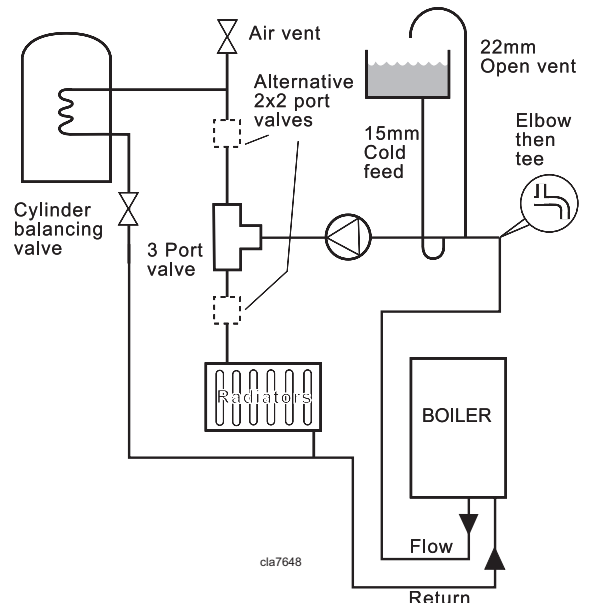 Air vent
22mm
Open vent
Alternative
2x2 port
valves
15mm
Cold
feed
Elbow
then
tee
Cylinder
balancing
valve
3 Port
valve
Radiators
BOILER
Flow
cla7648
Return